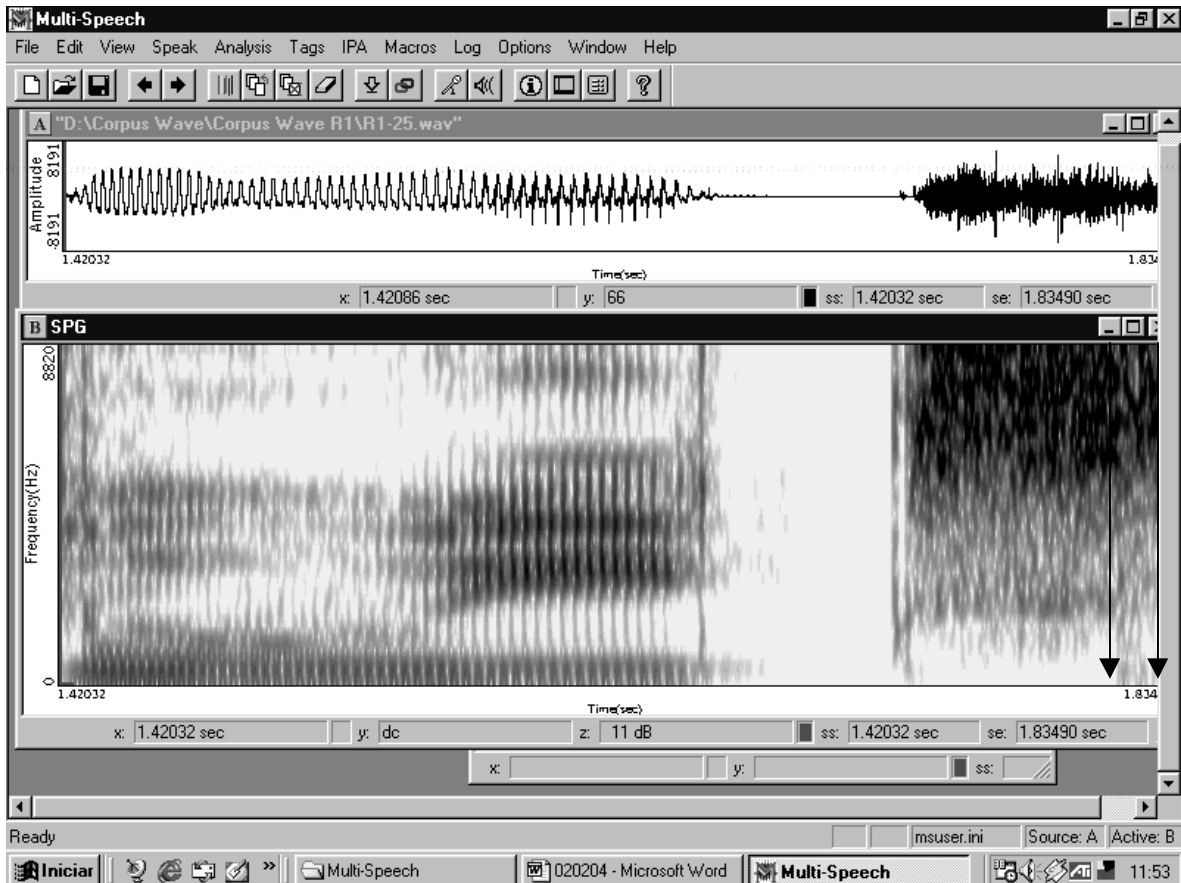 Multi-Speech
File Edit View Speak Analysis Tags IPA Macros Log Options Window Help
A "D:\Corpus Wave\Corpus Wave R1\R1-25.wav"
Amplitude
8191
-8191
1.42032
1.834
Time(sec)
x: 1.42086 sec y: 66 ss: 1.42032 sec se: 1.83490 sec
B SPG
8820
Frequency(Hz)
0
1.42032
1.834
Time(sec)
x: 1.42032 sec y: dc z: 11 dB ss: 1.42032 sec se: 1.83490 sec
x: y: ss:
Ready msuser.ini Source: A Active: B
Iniciar » Multi-Speech 020204 - Microsoft Word Multi-Speech 11:53